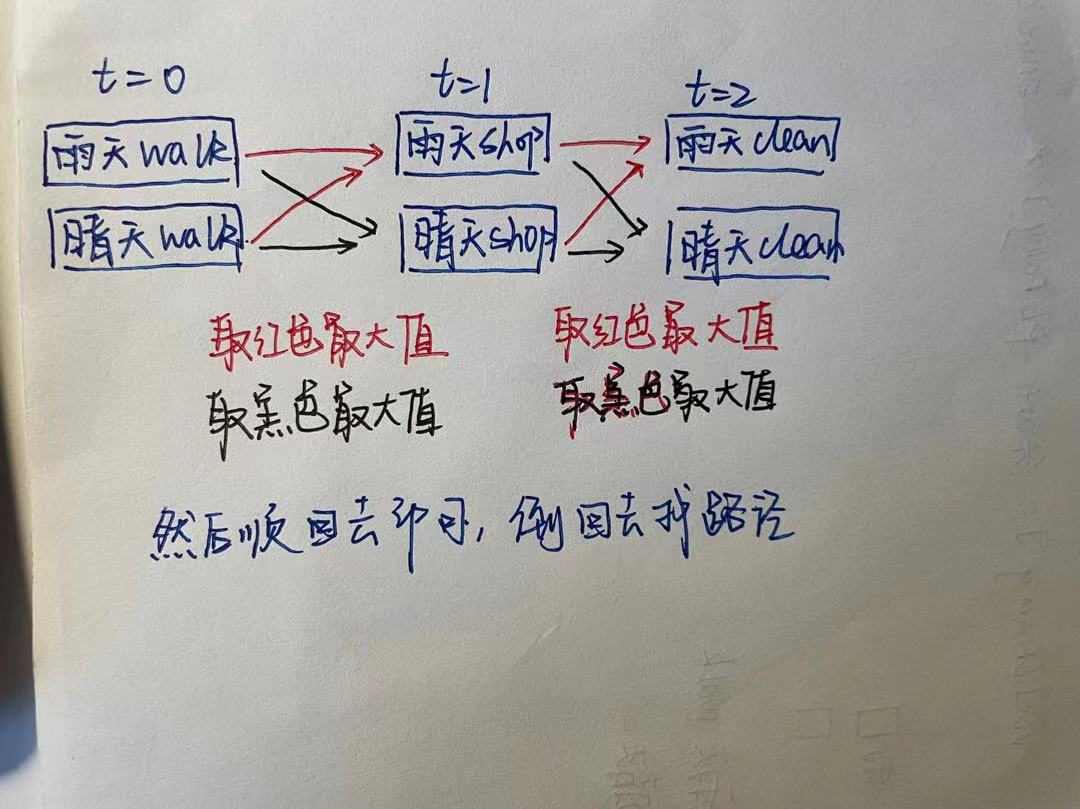 t=0 t=1 t=2
雨天walk 雨天shop 雨天clean
晴天walk 晴天shop 晴天clean
取红色最大值 取红色最大值
取黑色最大值 取黑色最大值
然后顺回去即可,倒回去找路径